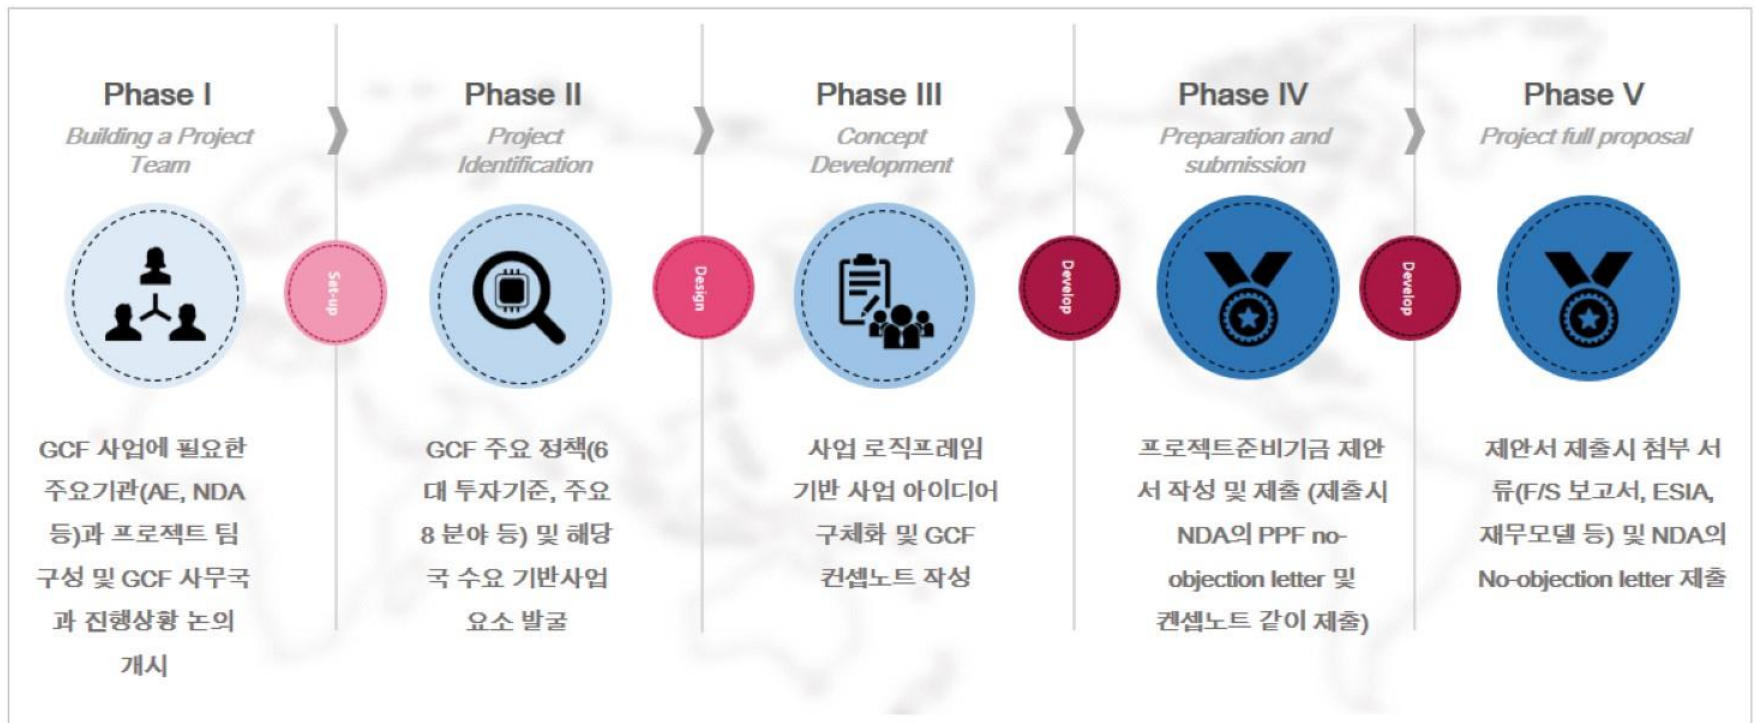 Phase I
Building a Project
Team
GCF 사업에 필요한
주요기관(AE, NDA
등)과 프로젝트 팀
구성 및 GCF 사무국
과 진행상황 논의
개시
Set-up
Phase II
Project
Identification
GCF 주요 정책(6
대 투자기준, 주요
8 분야 등) 및 해당
국 수요 기반사업
요소 발굴
Design
Phase III
Concept
Development
사업 로직프레임
기반 사업 아이디어
구체화 및 GCF
컨셉노트 작성
Develop
Phase IV
Preparation and
submission
프로젝트준비기금 제안
서 작성 및 제출 (제출시
NDA의 PPF no-
objection letter 및
켄셉노트 같이 제출)
Develop
Phase V
Project full proposal
제안서 제출시 첨부 서
류(F/S 보고서, ESIA,
재무모델 등) 및 NDA의
No-objection letter 제출